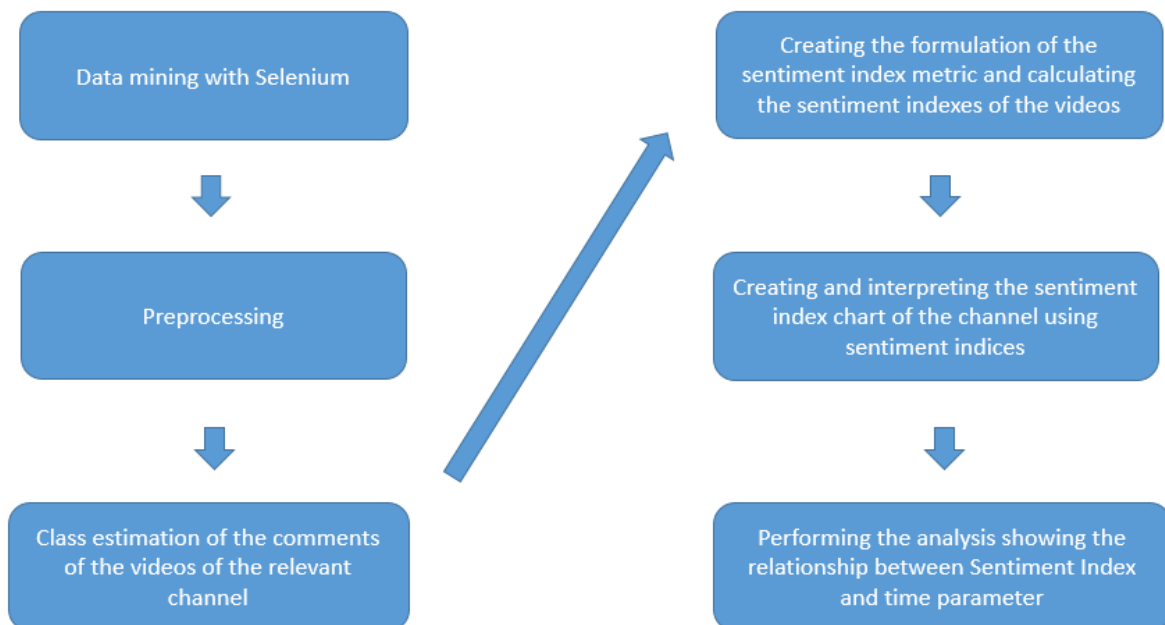 Data mining with Selenium
Preprocessing
Class estimation of the comments
of the videos of the relevant
channel
Creating the formulation of the
sentiment index metric and calculating
the sentiment indexes of the videos
Creating and interpreting the sentiment
index chart of the channel using
sentiment indices
Performing the analysis showing the
relationship between Sentiment Index
and time parameter